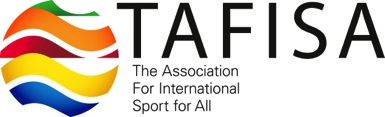 TAFISA
The Association
For International
Sport for All